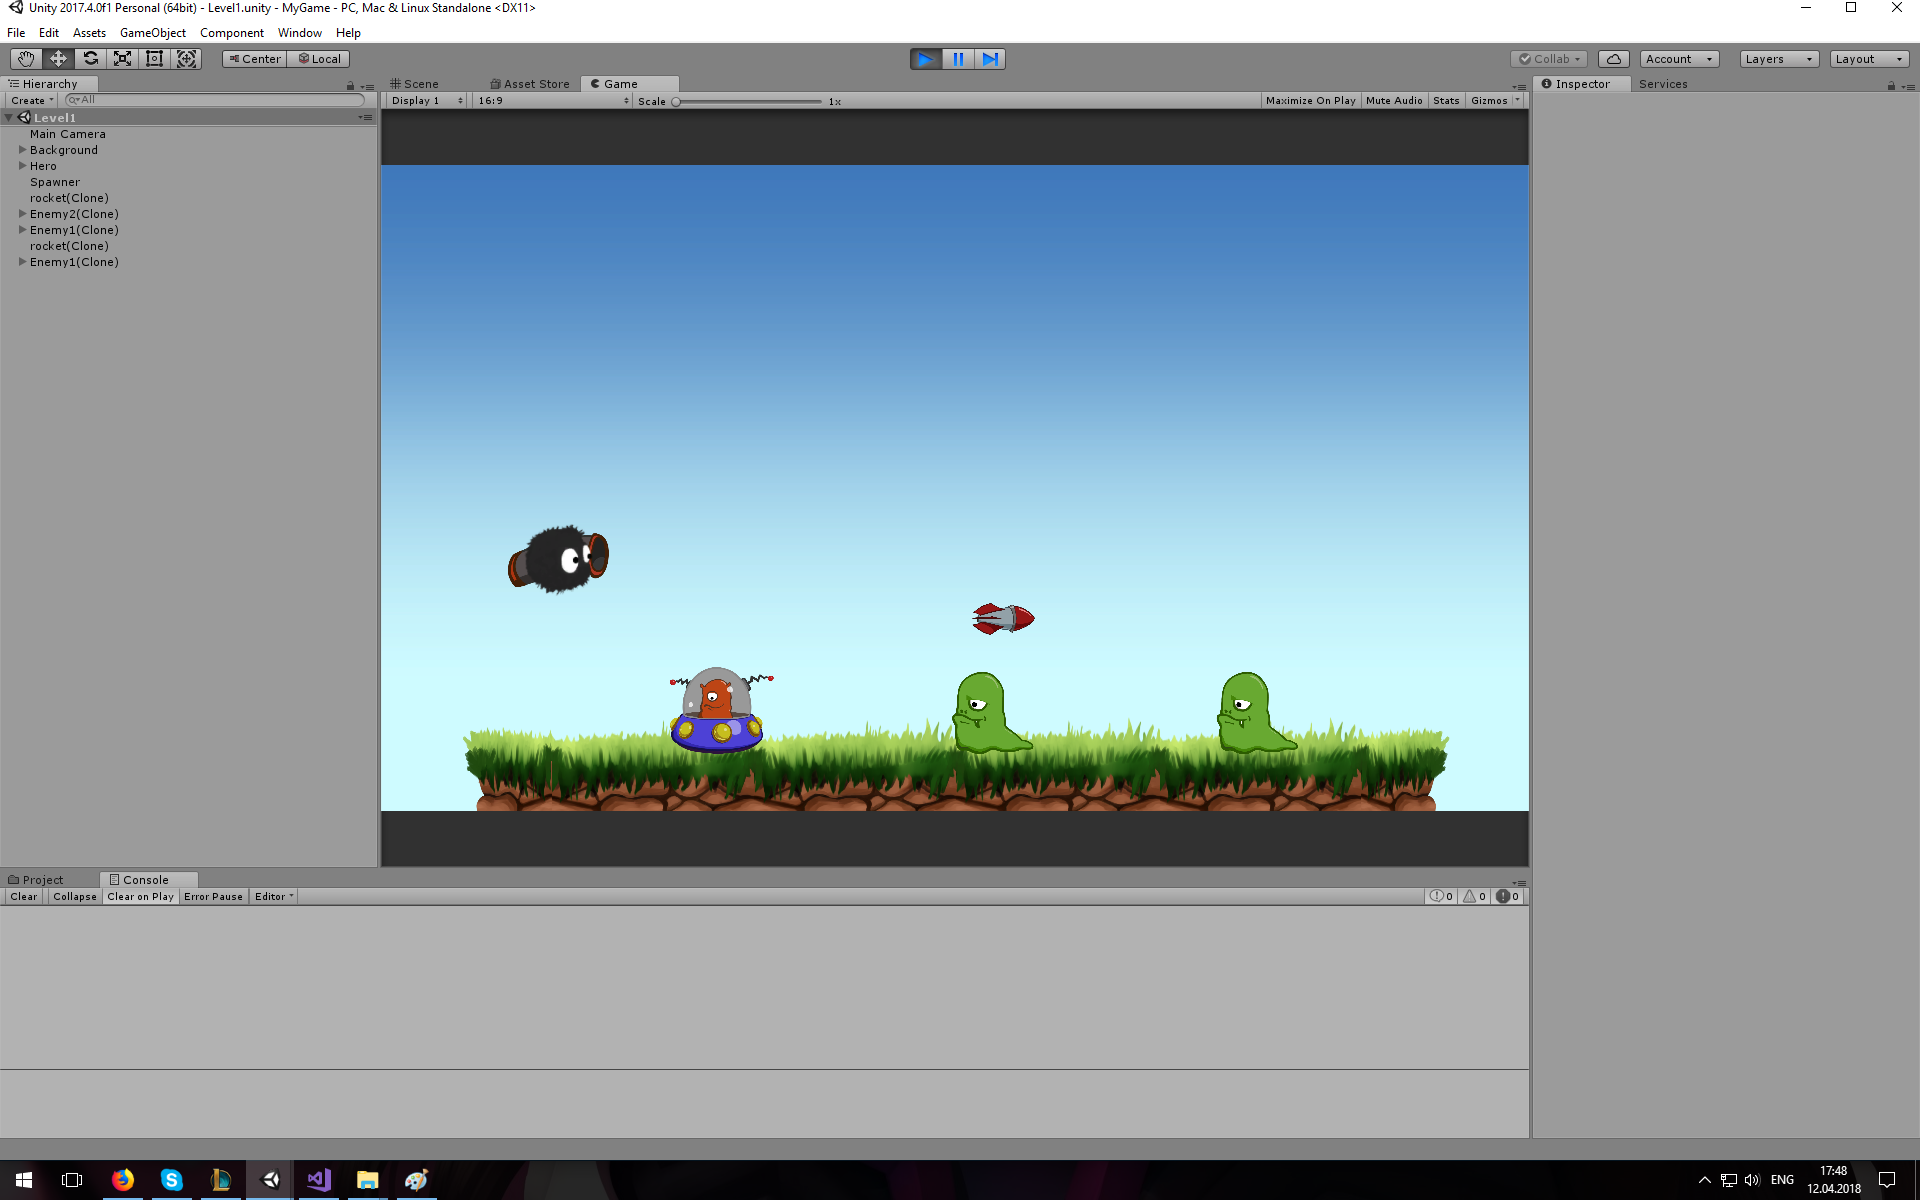 Unity 2017.4.0f1 Personal (64bit) - Level1.unity - MyGame - PC, Mac & Linux Standalone <DX11>
File Edit Assets GameObject Component Window Help
Center Local Collab Account Layers Layout
Hierarchy Scene Asset Store Game Inspector Services
Create All Display 1 16:9 Scale 1x Maximize On Play Mute Audio Stats Gizmos
Level1
Main Camera
Background
Hero
Spawner
rocket(Clone)
Enemy2(Clone)
Enemy1(Clone)
rocket(Clone)
Enemy1(Clone)
Project Console
Clear Collapse Clear on Play Error Pause Editor 0 0 0
ENG 17:48
12.04.2018